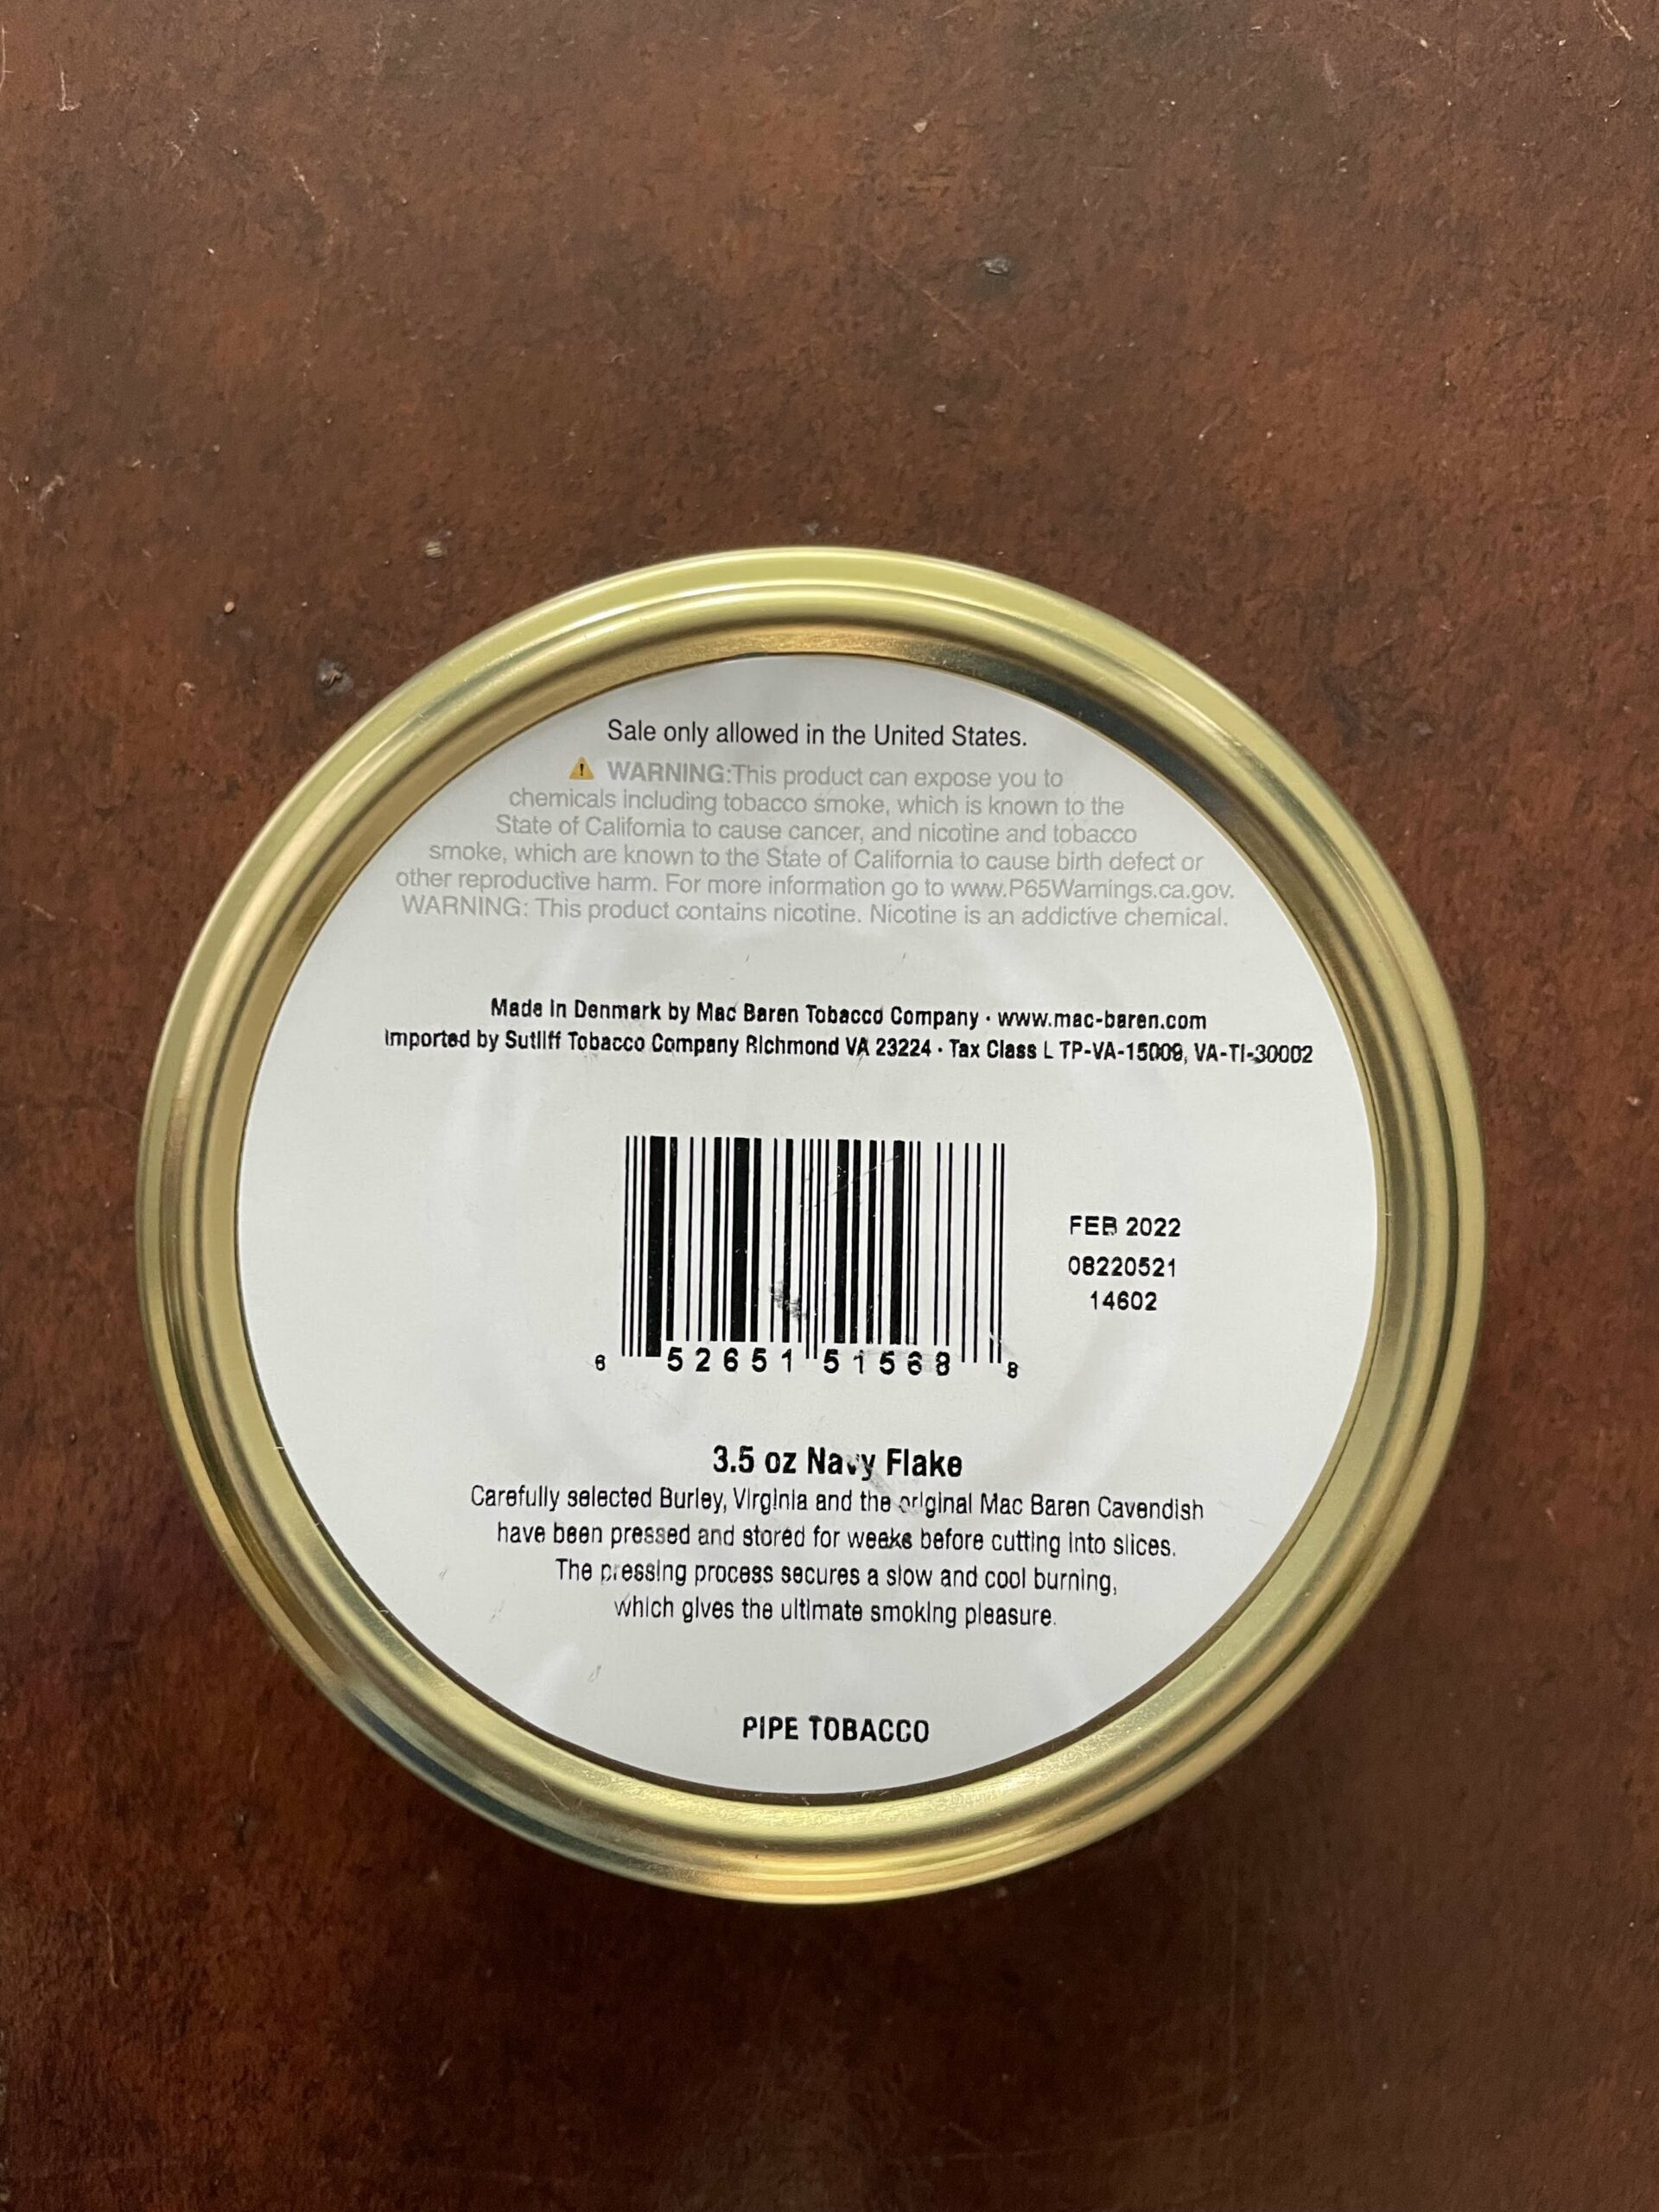 Sale only allowed in the United States.
⚠ WARNING:This product can expose you to
chemicals including tobacco smoke, which is known to the
State of California to cause cancer, and nicotine and tobacco
smoke, which are known to the State of California to cause birth defect or
other reproductive harm. For more information go to www.P65Warnings.ca.gov.
WARNING: This product contains nicotine. Nicotine is an addictive chemical.
Made in Denmark by Mac Baren Tobacco Company · www.mac-baren.com
Imported by Sutliff Tobacco Company Richmond VA 23224 · Tax Class L TP-VA-15009, VA-TI-30002
FEB 2022
08220521
14602
6 52651 51568 8
3.5 oz Navy Flake
Carefully selected Burley, Virginia and the original Mac Baren Cavendish
have been pressed and stored for weeks before cutting into slices.
The pressing process secures a slow and cool burning,
which gives the ultimate smoking pleasure.
PIPE TOBACCO